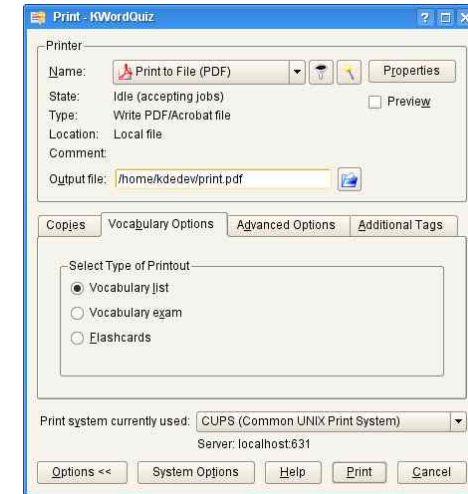 Print - KWordQuiz
Printer
Name: Print to File (PDF) Properties
State: Idle (accepting jobs) Preview
Type: Write PDF/Acrobat file
Location: Local file
Comment:
Output file: /home/kdedev/print.pdf
Copies Vocabulary Options Advanced Options Additional Tags
Select Type of Printout
Vocabulary list
Vocabulary exam
Flashcards
Print system currently used: CUPS (Common UNIX Print System)
Server: localhost:631
Options << System Options Help Print Cancel